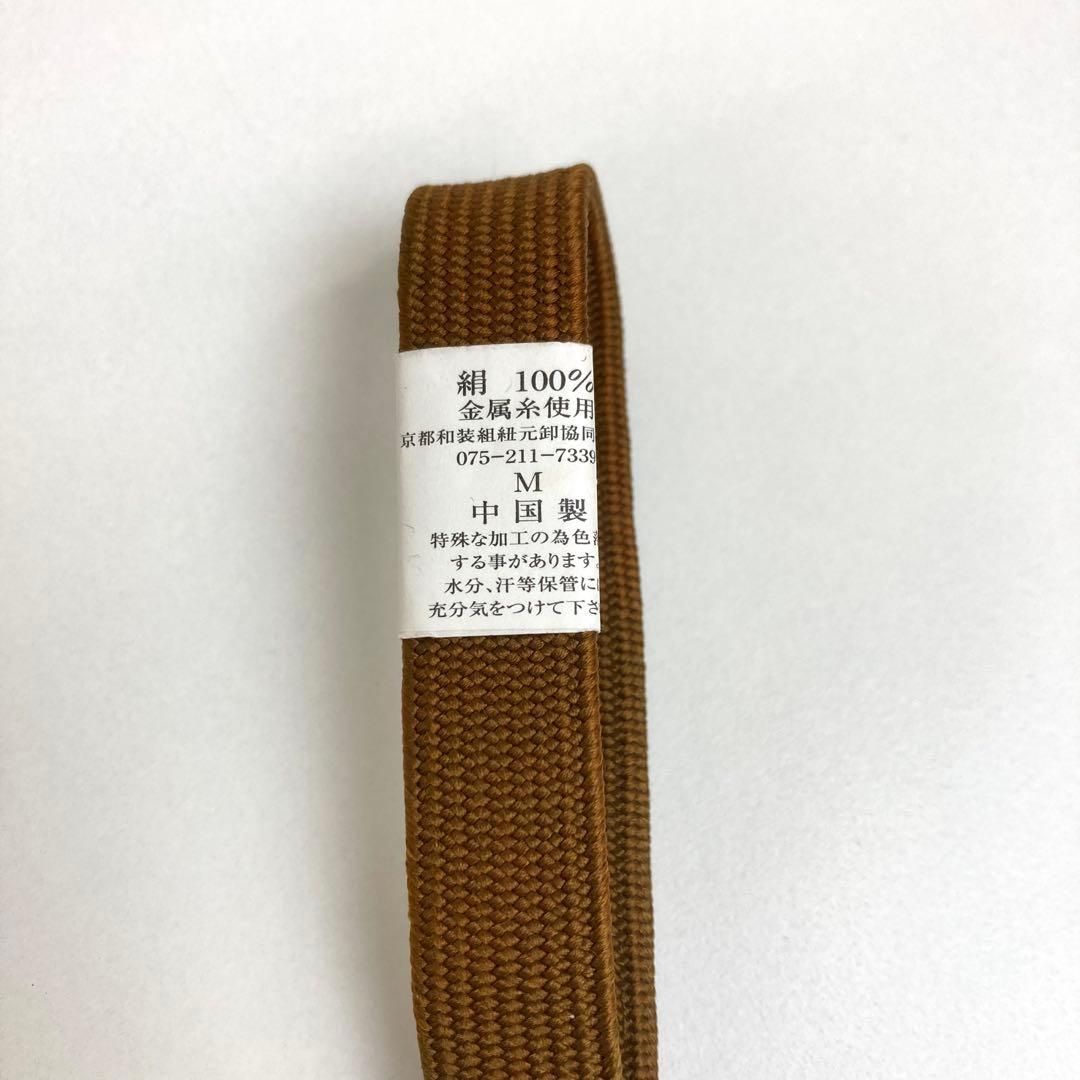 絹 100%
金属糸使用
京都和装組紐元卸協同
075-211-7339
M
中国製
特殊な加工の為色
する事があります。
水分、汗等保管に
充分気をつけて下さ